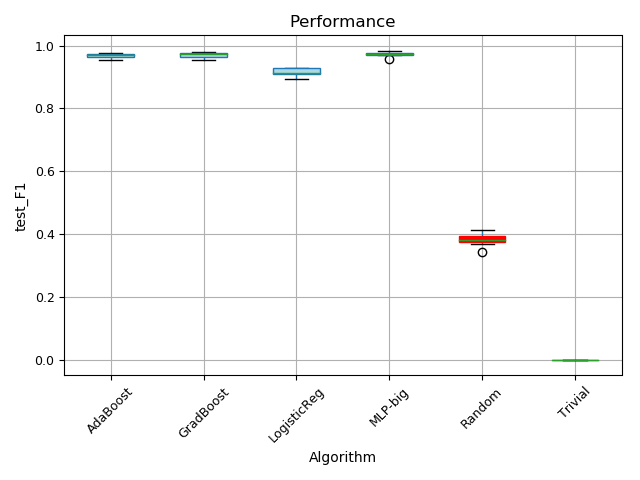 Performance
test_F1
1.0
0.8
0.6
0.4
0.2
0.0
AdaBoost
GradBoost
LogisticReg
MLP-big
Random
Trivial
Algorithm